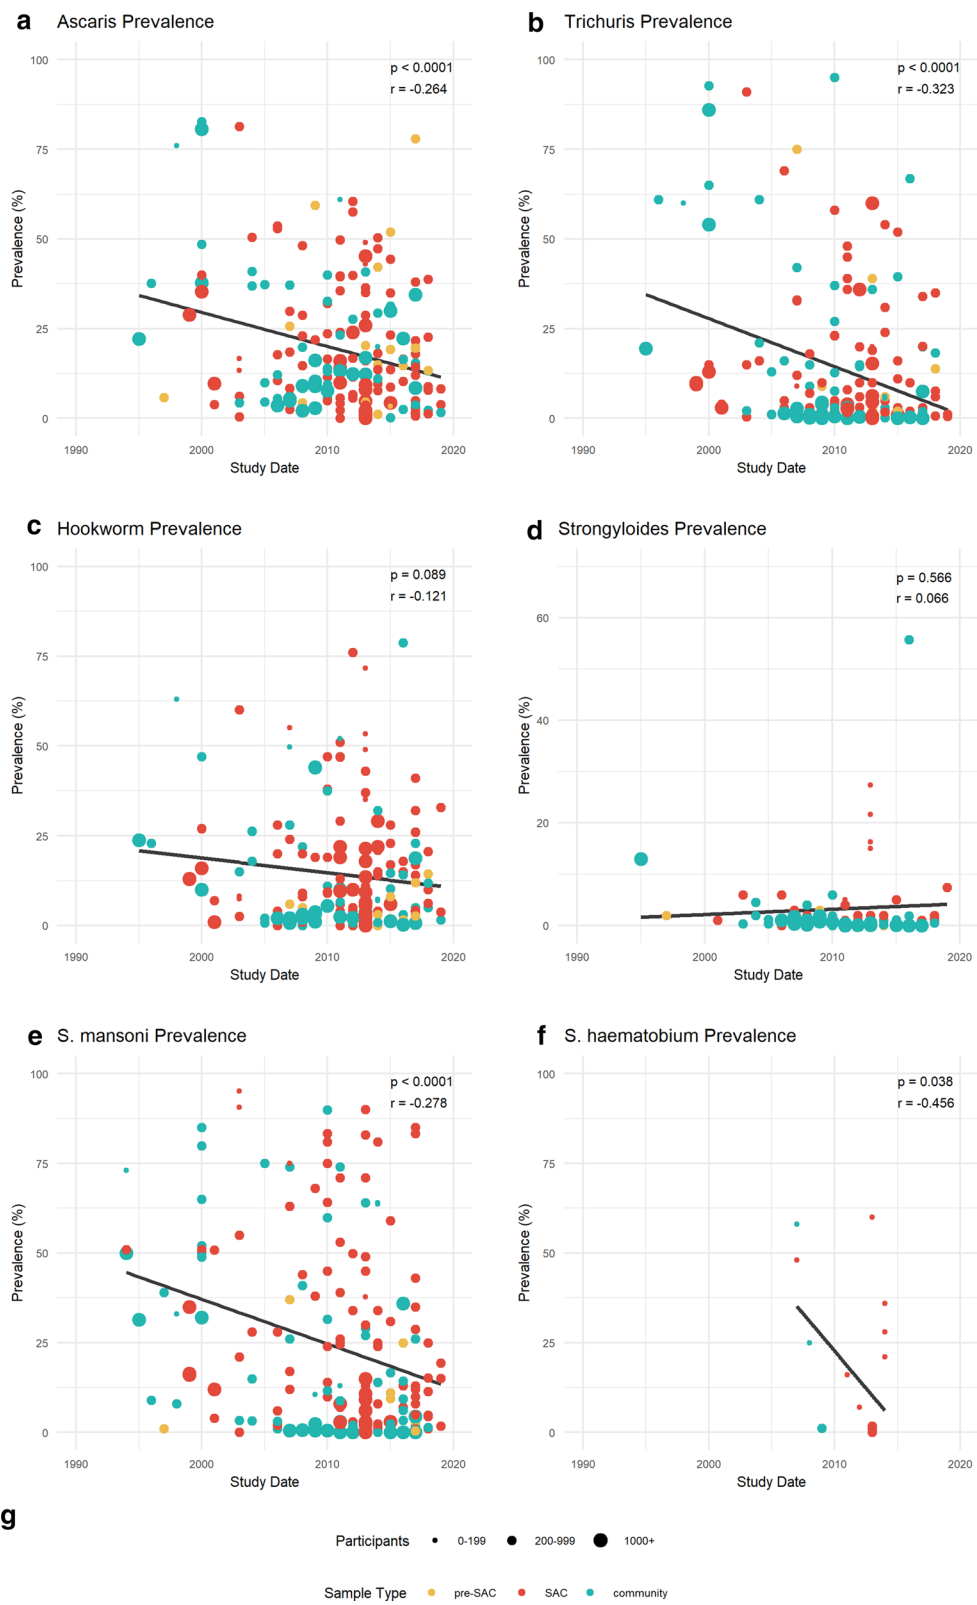 a Ascaris Prevalence
100
75
50
25
0
Prevalence (%)
p < 0.0001
r = -0.264
1990 2000 2010 2020
Study Date
b Trichuris Prevalence
100
75
50
25
0
Prevalence (%)
p < 0.0001
r = -0.323
1990 2000 2010 2020
Study Date
c Hookworm Prevalence
100
75
50
25
0
Prevalence (%)
p = 0.089
r = -0.121
1990 2000 2010 2020
Study Date
d Strongyloides Prevalence
60
40
20
0
Prevalence (%)
p = 0.566
r = 0.066
1990 2000 2010 2020
Study Date
e S. mansoni Prevalence
100
75
50
25
0
Prevalence (%)
p < 0.0001
r = -0.278
1990 2000 2010 2020
Study Date
f S. haematobium Prevalence
100
75
50
25
0
Prevalence (%)
p = 0.038
r = -0.456
1990 2000 2010 2020
Study Date
g
Participants 0-199 200-999 1000+
Sample Type pre-SAC SAC community